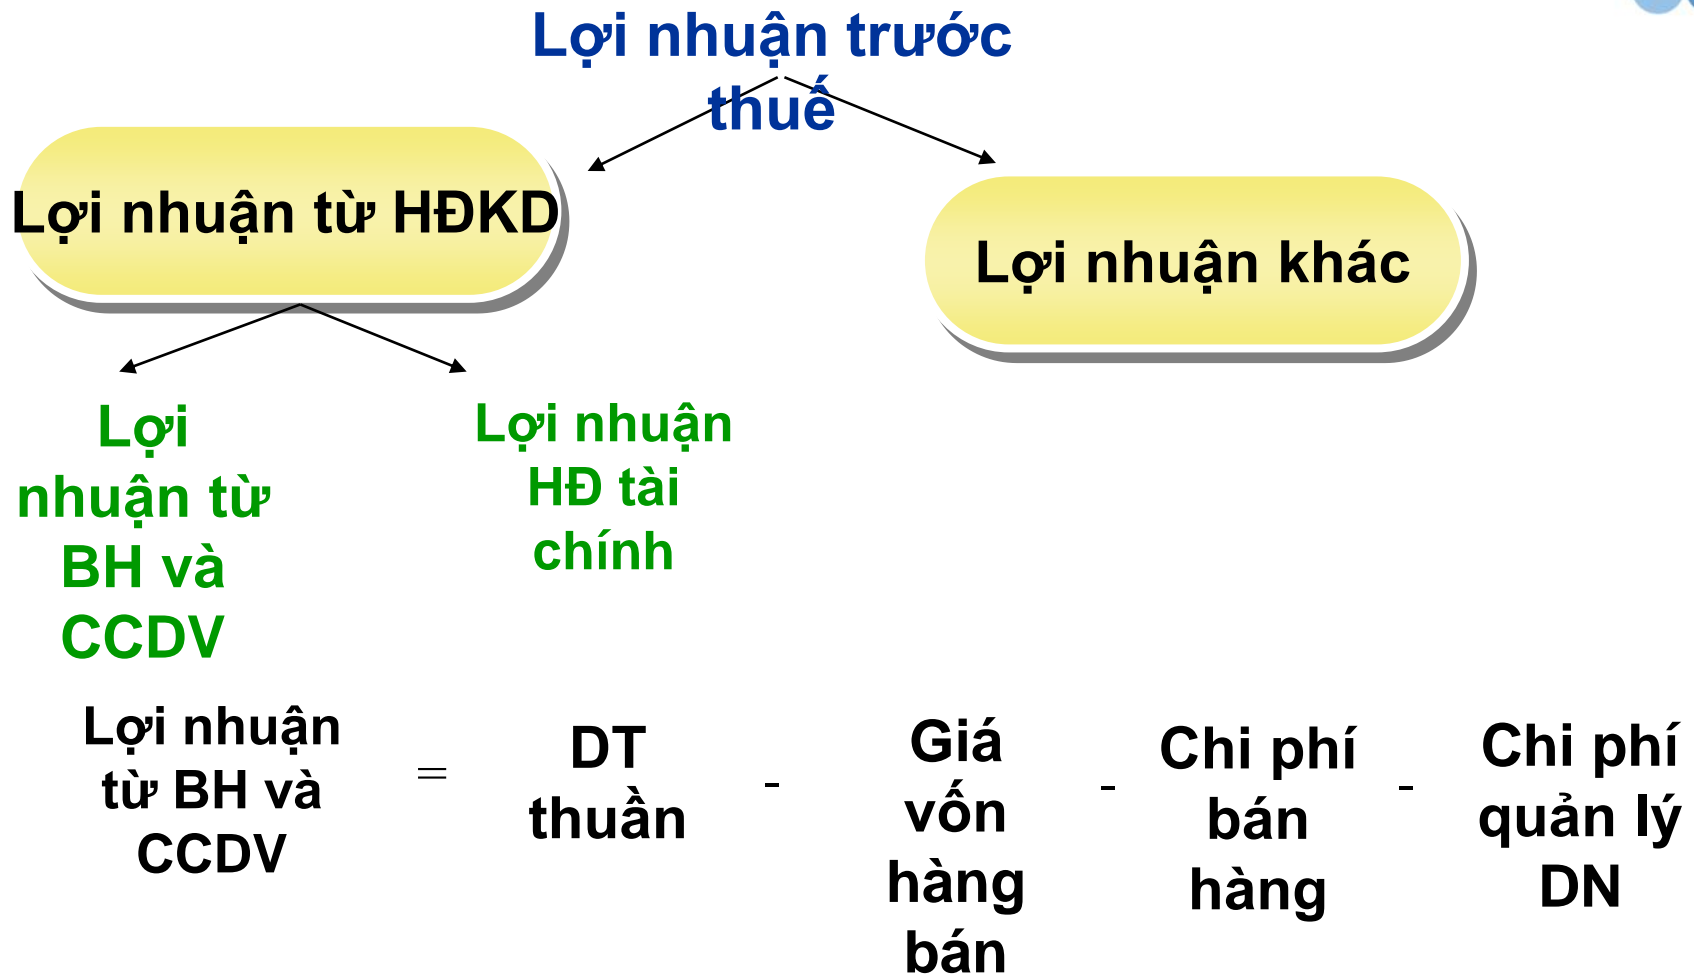 Lợi nhuận trước
thuế
Lợi nhuận từ HĐKD
Lợi nhuận khác
Lợi
nhuận từ
BH và
CCDV
Lợi nhuận
HĐ tài
chính
Lợi nhuận
từ BH và
CCDV
=
DT
thuần
-
Giá
vốn
hàng
bán
-
Chi phí
bán
hàng
-
Chi phí
quản lý
DN